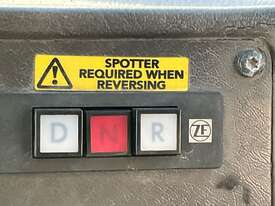 SPOTTER
REQUIRED WHEN
REVERSING
D N R ZF